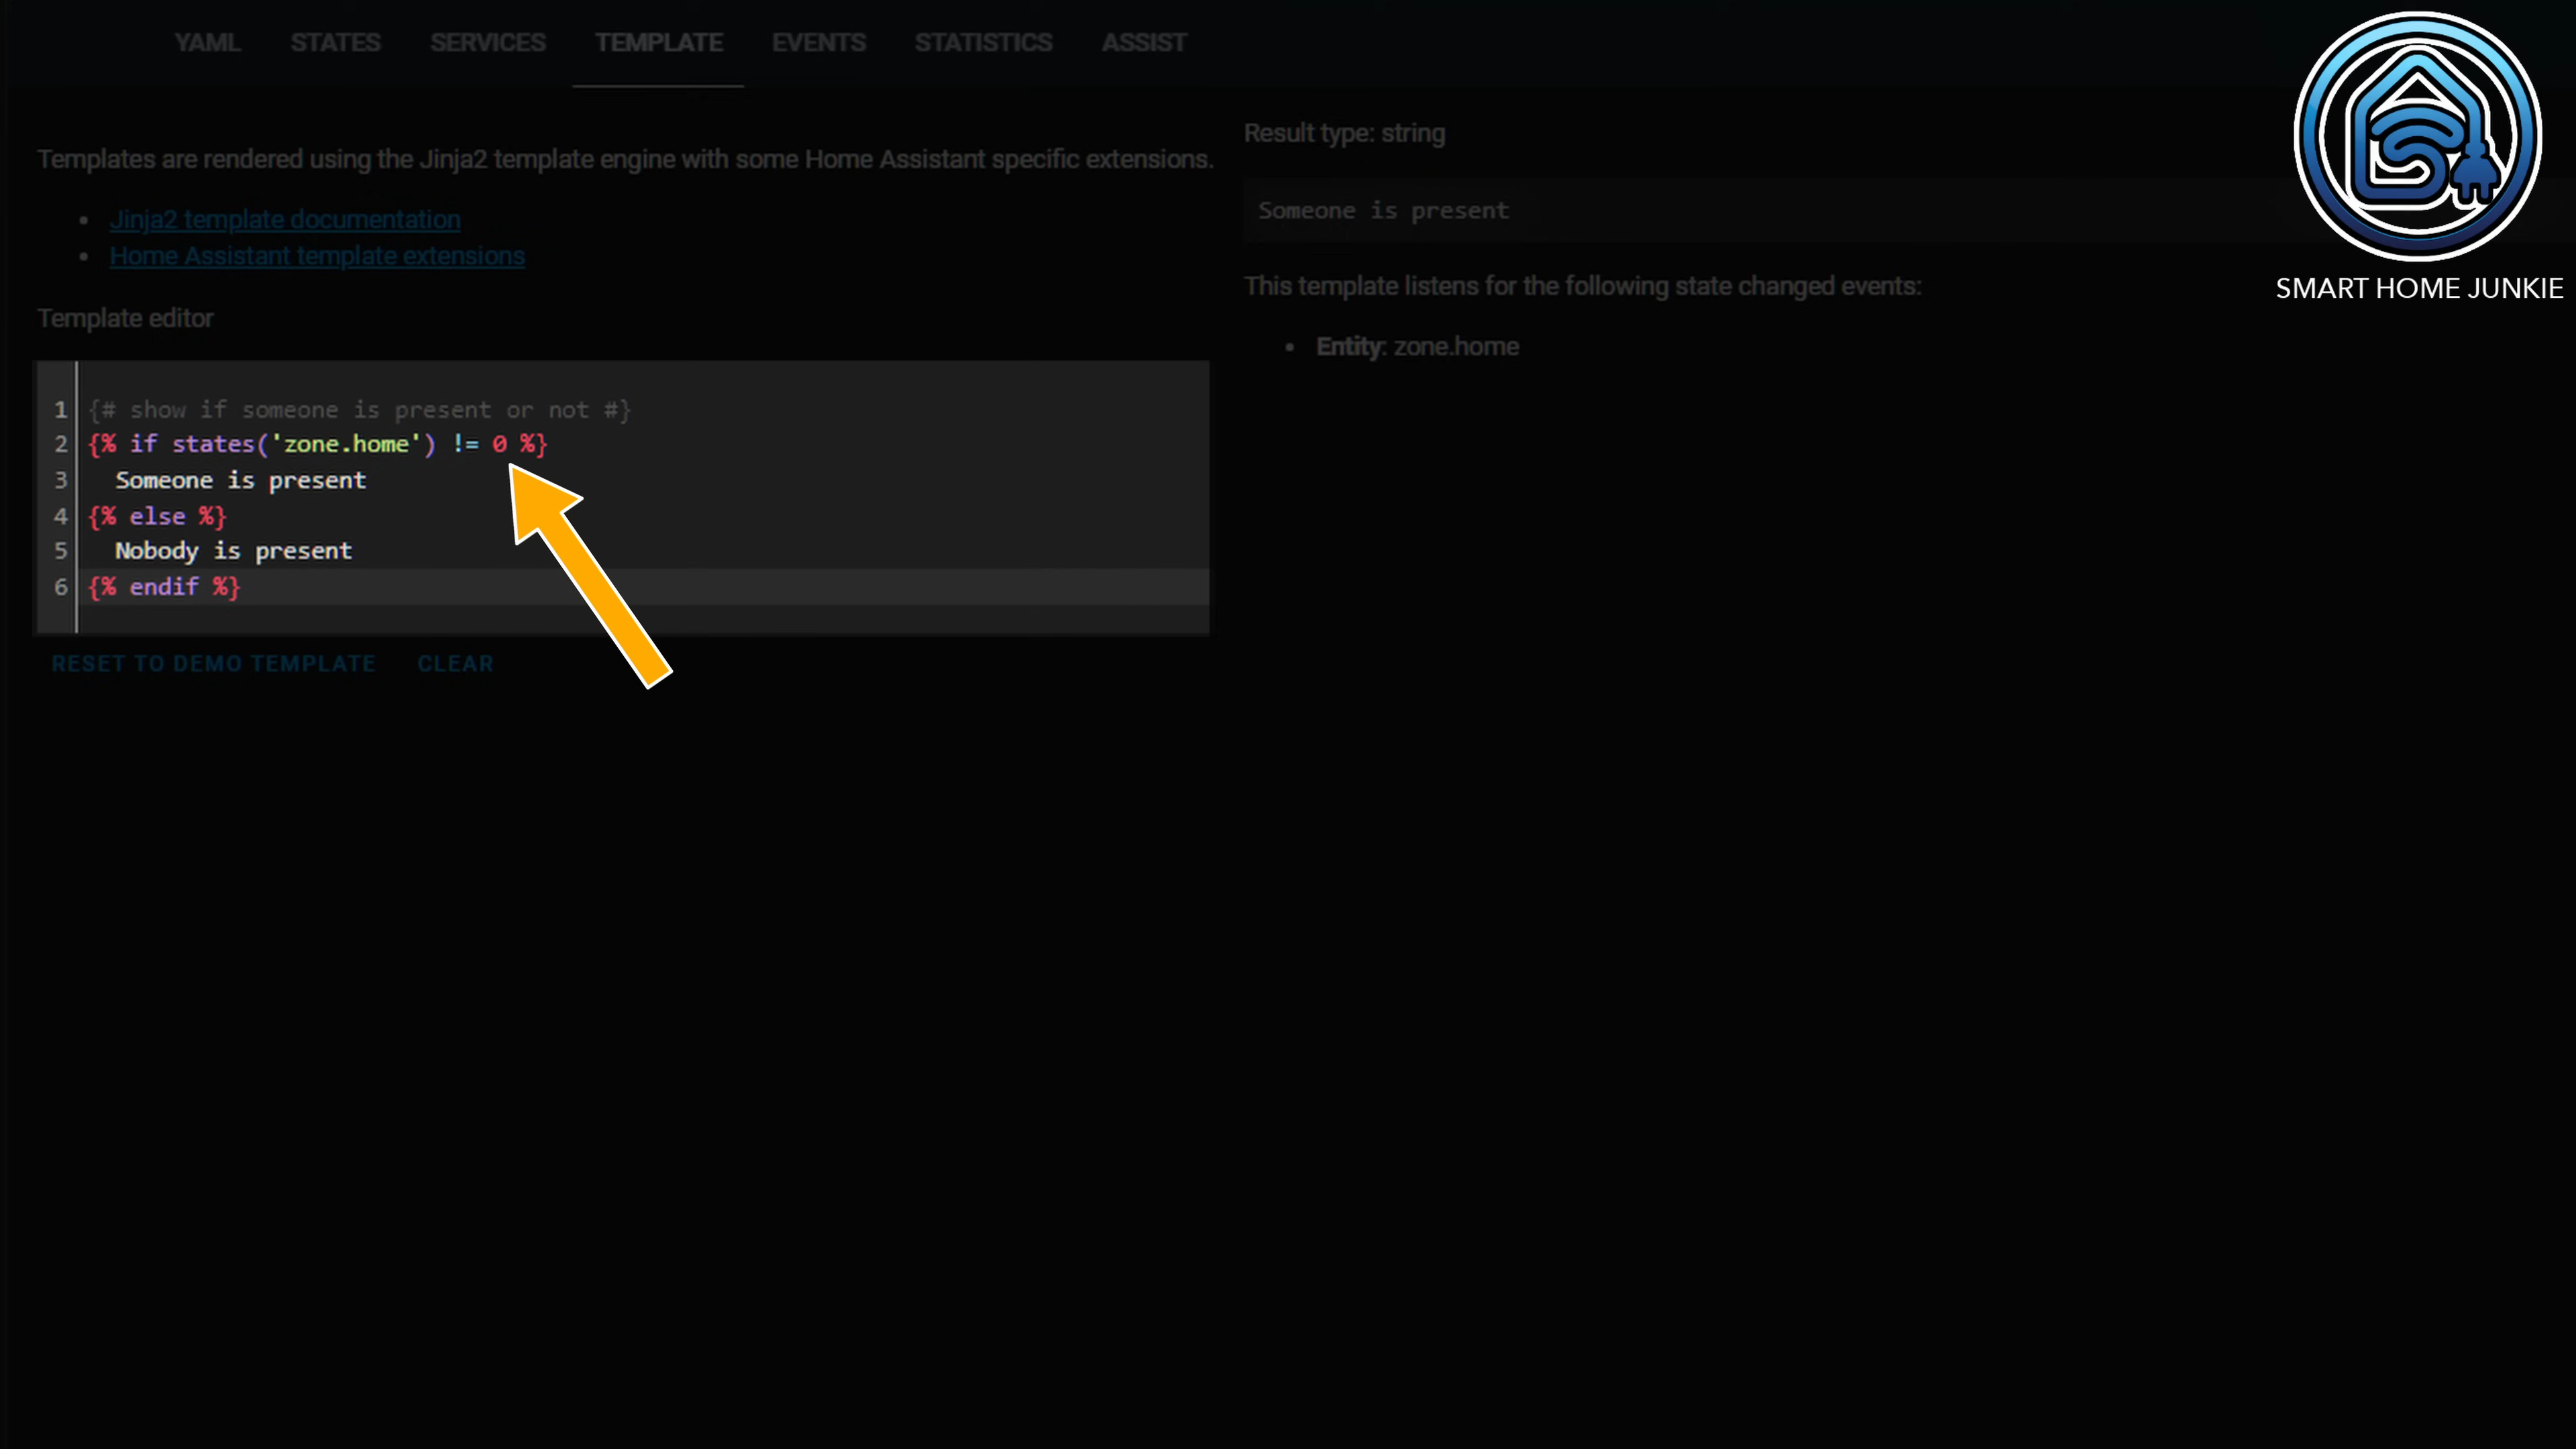 YAML STATES SERVICES TEMPLATE EVENTS STATISTICS ASSIST
Templates are rendered using the Jinja2 template engine with some Home Assistant specific extensions.
• Jinja2 template documentation
• Home Assistant template extensions
Template editor
1 {# show if someone is present or not #}
2 {% if states('zone.home') != 0 %}
3 Someone is present
4 {% else %}
5 Nobody is present
6 {% endif %}
RESET TO DEMO TEMPLATE CLEAR
Result type: string
Someone is present
This template listens for the following state changed events:
• Entity: zone.home
SMART HOME JUNKIE